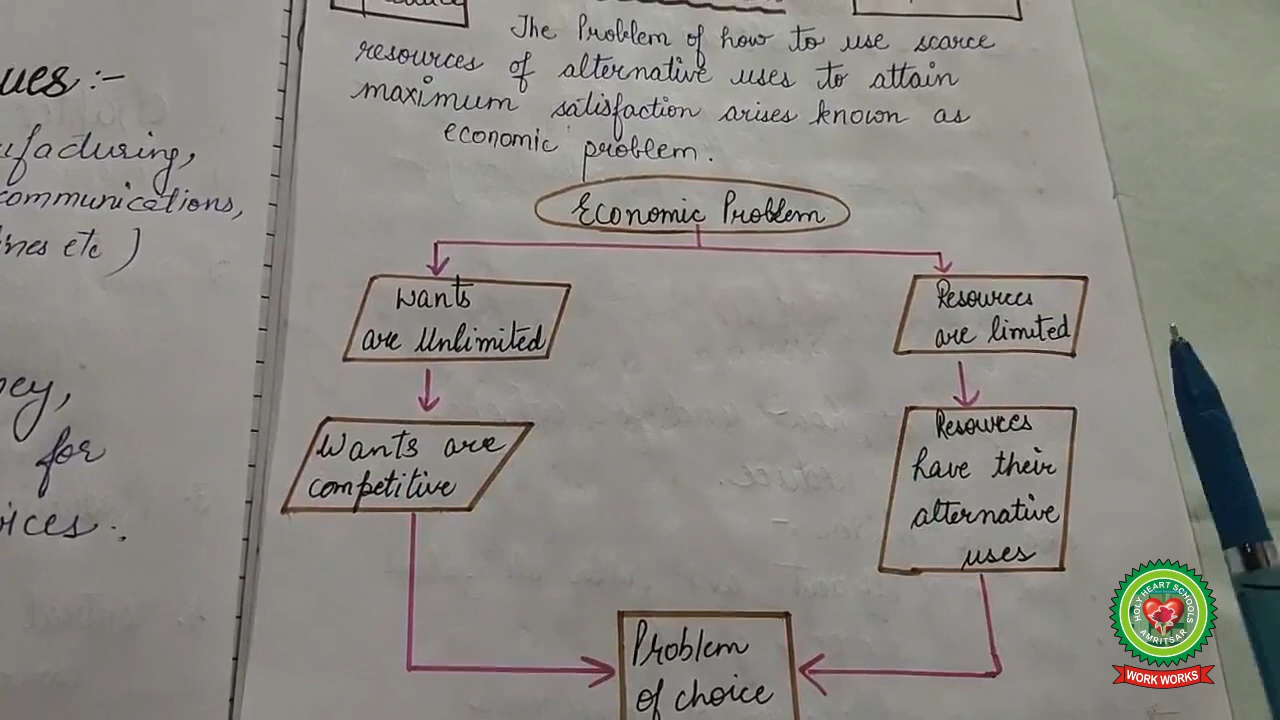 ues:-
ufacturing,
communications,
ines etc )
ey,
for
ices.
The Problem of how to use scarce
resources of alternative uses to attain
maximum satisfaction arises known as
economic problem.
Economic Problem
Wants
are Unlimited
Resources
are limited
Wants are
competitive
Resources
have their
alternative
uses
Problem
of choice
HOLY HEART SCHOOLS
AMRITSAR
WORK WORKS